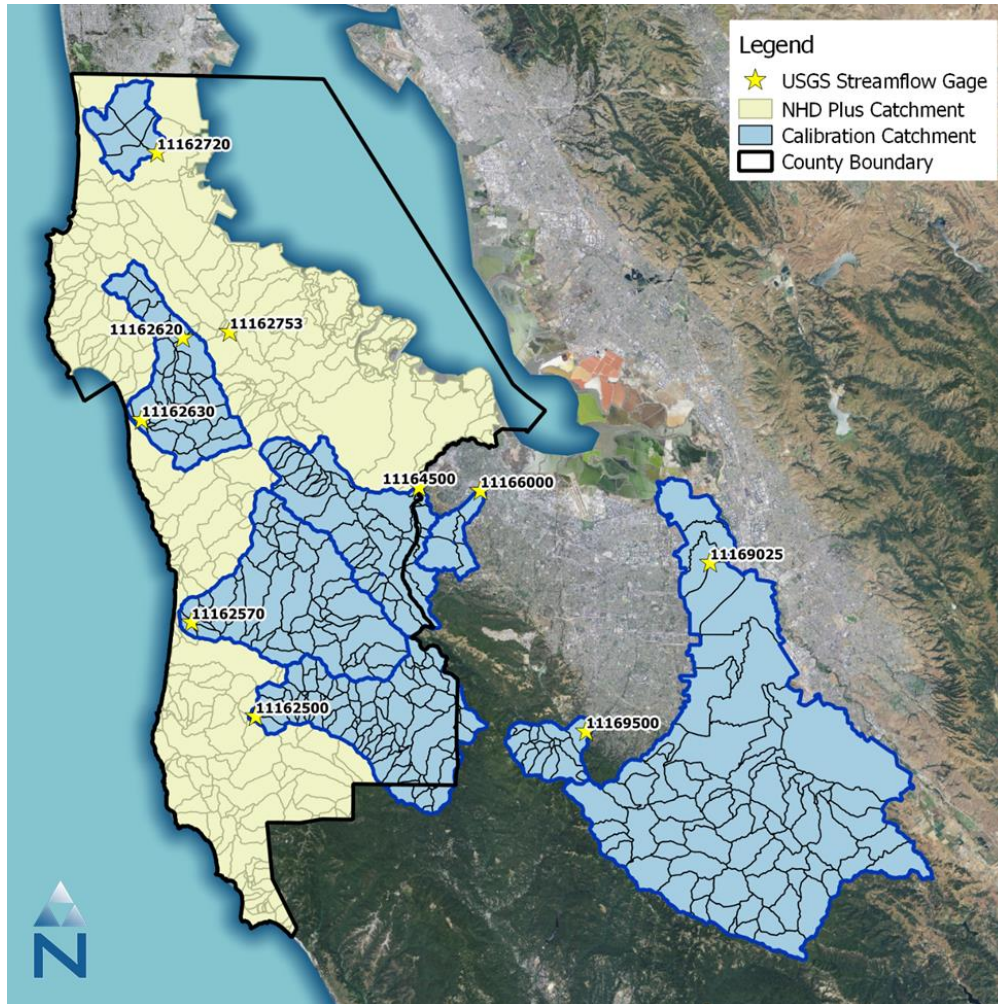 Legend
USGS Streamflow Gage
NHD Plus Catchment
Calibration Catchment
County Boundary
11162720
11162620
11162753
11162630
11164500
11166000
11169025
11162570
11162500
11169500
N